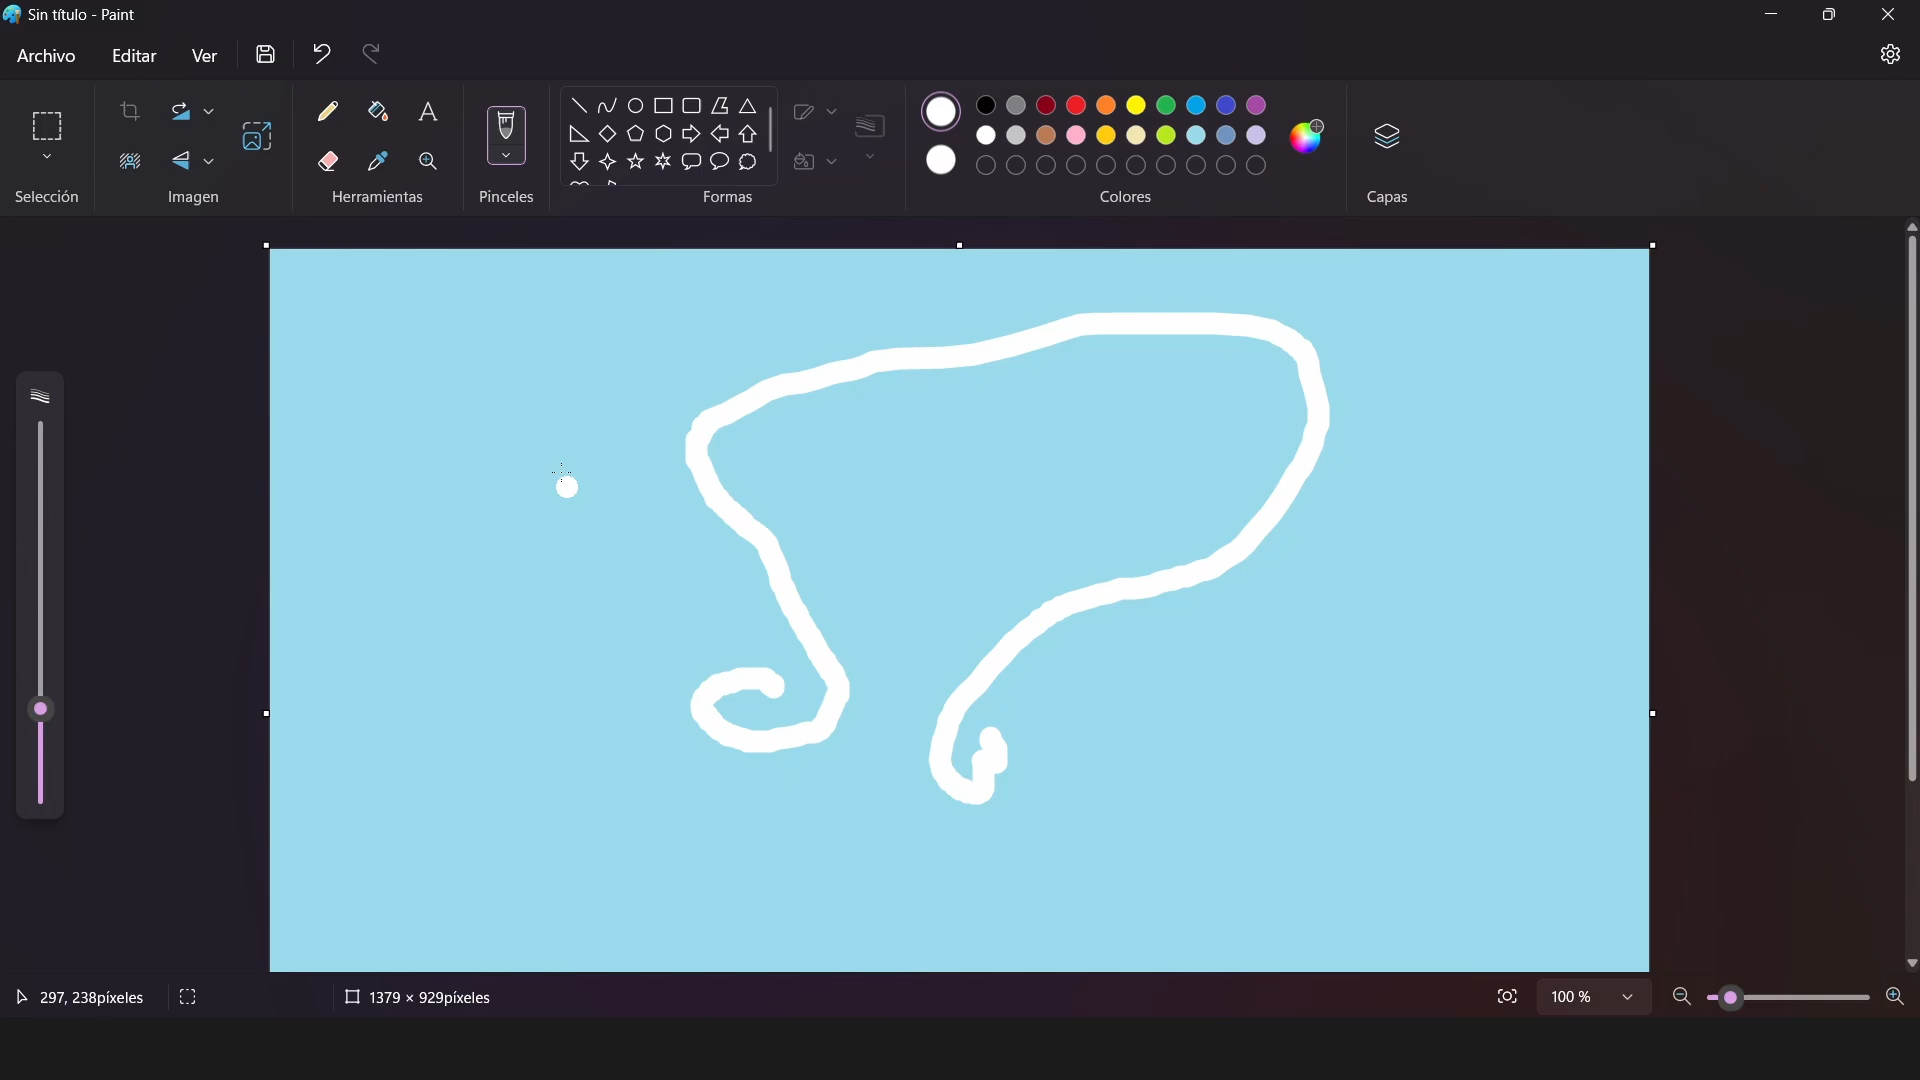 Sin título - Paint
Archivo Editar Ver
Selección Imagen Herramientas Pinceles Formas Colores Capas
297, 238píxeles 1379 × 929píxeles 100 %